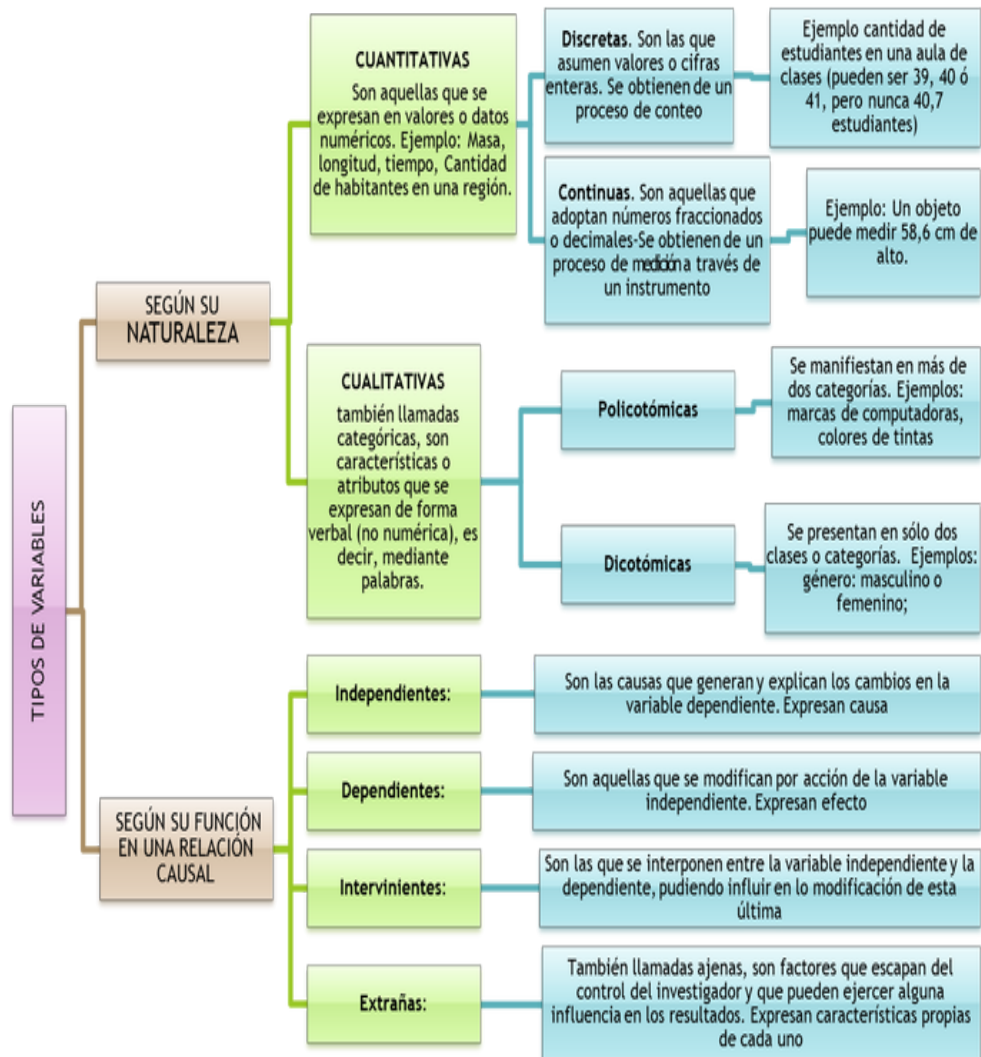 TIPOS DE VARIABLES
SEGÚN SU
NATURALEZA
CUANTITATIVAS
Son aquellas que se
expresan en valores o datos
numéricos. Ejemplo: Masa,
longitud, tiempo, Cantidad
de habitantes en una región.
Discretas. Son las que
asumen valores o cifras
enteras. Se obtienen de un
proceso de conteo
Ejemplo cantidad de
estudiantes en una aula de
clases (pueden ser 39, 40 ó
41, pero nunca 40,7
estudiantes)
Continuas. Son aquellas que
adoptan números fraccionados
o decimales-Se obtienen de un
proceso de medición a través de
un instrumento
Ejemplo: Un objeto
puede medir 58,6 cm de
alto.
CUALITATIVAS
también llamadas
categóricas, son
características o
atributos que se
expresan de forma
verbal (no numérica), es
decir, mediante
palabras.
Policotómicas
Se manifiestan en más de
dos categorías. Ejemplos:
marcas de computadoras,
colores de tintas
Dicotómicas
Se presentan en sólo dos
clases o categorías. Ejemplos:
género: masculino o
femenino;
SEGÚN SU FUNCIÓN
EN UNA RELACIÓN
CAUSAL
Independientes:
Son las causas que generan y explican los cambios en la
variable dependiente. Expresan causa
Dependientes:
Son aquellas que se modifican por acción de la variable
independiente. Expresan efecto
Intervinientes:
Son las que se interponen entre la variable independiente y la
dependiente, pudiendo influir en lo modificación de esta
última
Extrañas:
También llamadas ajenas, son factores que escapan del
control del investigador y que pueden ejercer alguna
influencia en los resultados. Expresan características propias
de cada uno